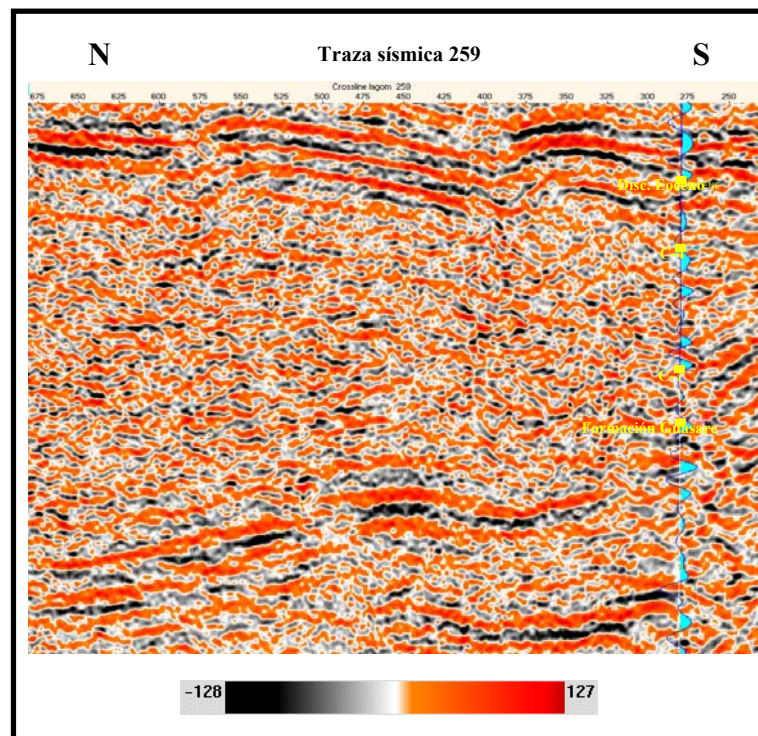 N Traza sísmica 259 S
Crossline lagom 259
675 650 625 600 575 550 525 500 475 450 425 400 375 350 325 300 275 250
Disc. Eoceno
Formación Guasare
-128 127